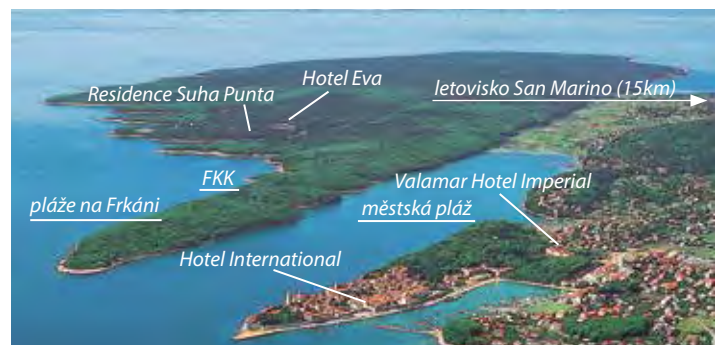 Hotel Eva
Residence Suha Punta
letovisko San Marino (15km)
FKK
Valamar Hotel Imperial
pláže na Frkáni
městská pláž
Hotel International